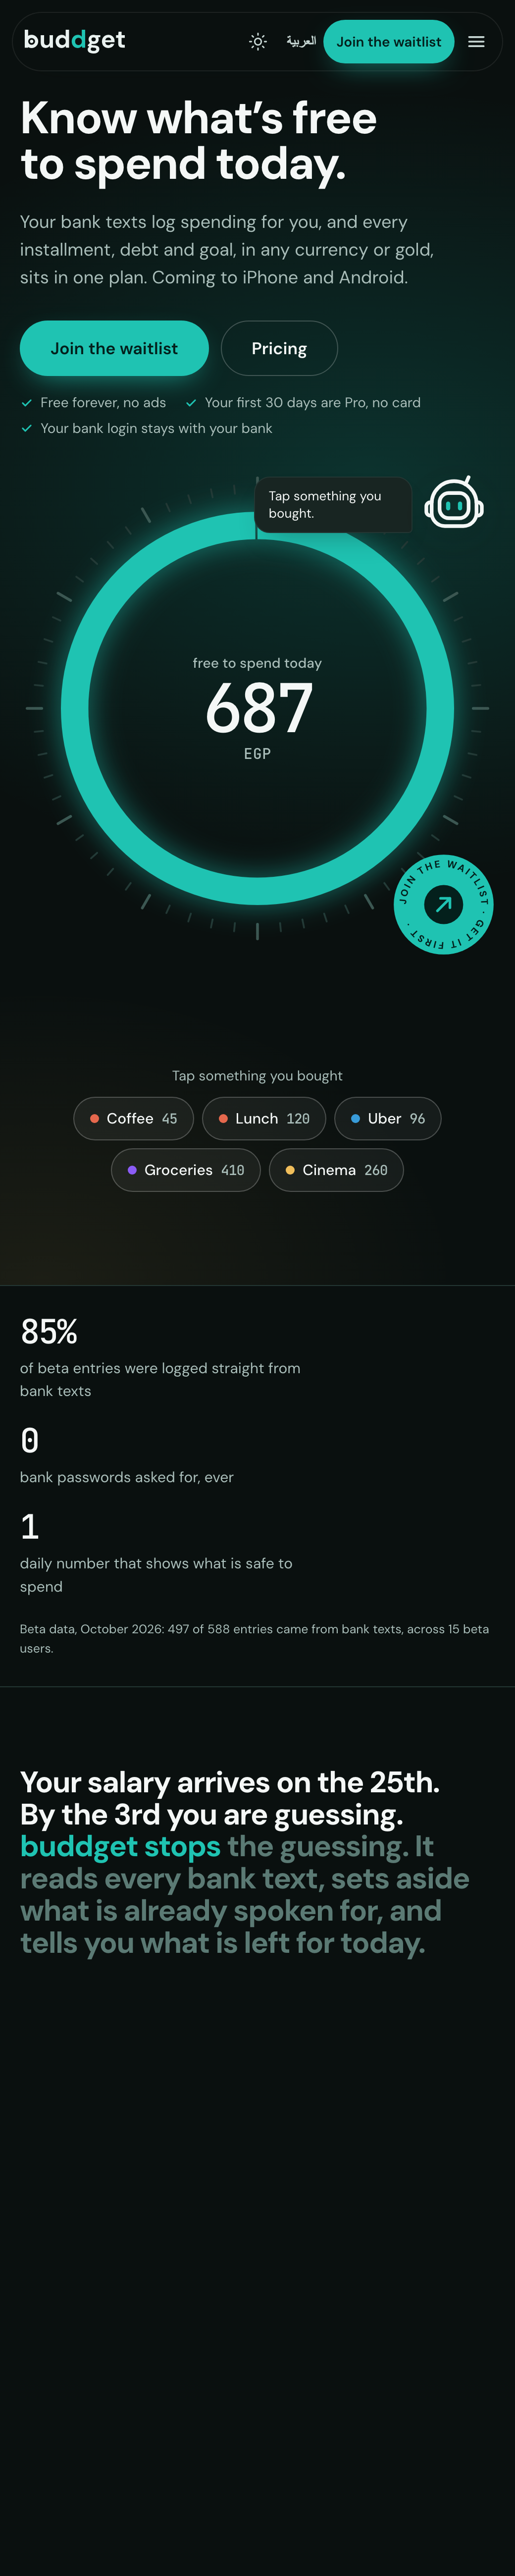 buddget
العربية
Join the waitlist
Know what's free
to spend today.
Your bank texts log spending for you, and every
installment, debt and goal, in any currency or gold,
sits in one plan. Coming to iPhone and Android.
Join the waitlist
Pricing
Free forever, no ads
Your first 30 days are Pro, no card
Your bank login stays with your bank
Tap something you
bought.
free to spend today
687
EGP
JOIN THE WAITLIST · GET IT FIRST ·
Tap something you bought
Coffee 45
Lunch 120
Uber 96
Groceries 410
Cinema 260
85%
of beta entries were logged straight from
bank texts
0
bank passwords asked for, ever
1
daily number that shows what is safe to
spend
Beta data, October 2026: 497 of 588 entries came from bank texts, across 15 beta
users.
Your salary arrives on the 25th.
By the 3rd you are guessing.
buddget stops the guessing. It
reads every bank text, sets aside
what is already spoken for, and
tells you what is left for today.